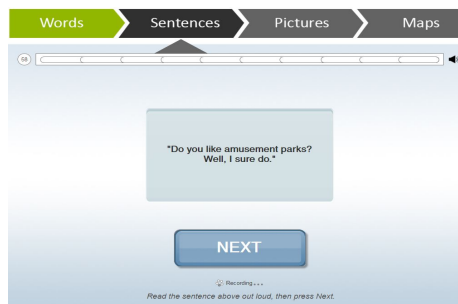 Words Sentences Pictures Maps
58
"Do you like amusement parks?
Well, I sure do."
NEXT
Recording...
Read the sentence above out loud, then press Next.